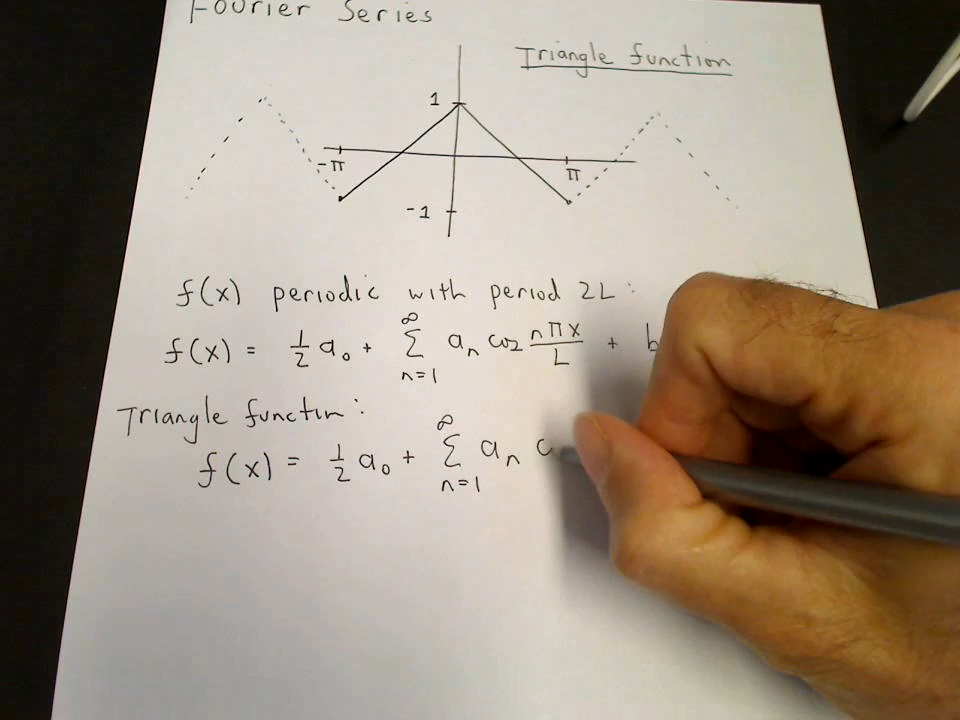 Fourier Series
Triangle function
1
-π
π
-1
f(x) periodic with period 2L:
f(x) = 1/2 a₀ + ∑ₙ₌₁^∞ aₙ cos nπx/L + b
Triangle function:
f(x) = 1/2 a₀ + ∑ₙ₌₁^∞ aₙ c